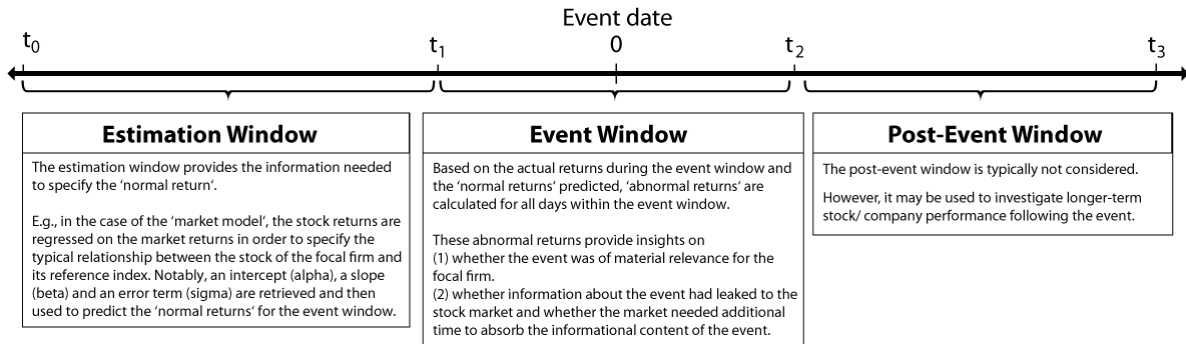 Event date
t0
t1
0
t2
t3
Estimation Window
The estimation window provides the information needed
to specify the ‘normal return‘.
E.g., in the case of the ‘market model‘, the stock returns are
regressed on the market returns in order to specify the
typical relationship between the stock of the focal firm and
its reference index. Notably, an intercept (alpha), a slope
(beta) and an error term (sigma) are retrieved and then
used to predict the ‘normal returns‘ for the event window.
Event Window
Based on the actual returns during the event window and
the ‘normal returns‘ predicted, ‘abnormal returns‘ are
calculated for all days within the event window.
These abnormal returns provide insights on
(1) whether the event was of material relevance for the
focal firm.
(2) whether information about the event had leaked to the
stock market and whether the market needed additional
time to absorb the informational content of the event.
Post-Event Window
The post-event window is typically not considered.
However, it may be used to investigate longer-term
stock/ company performance following the event.